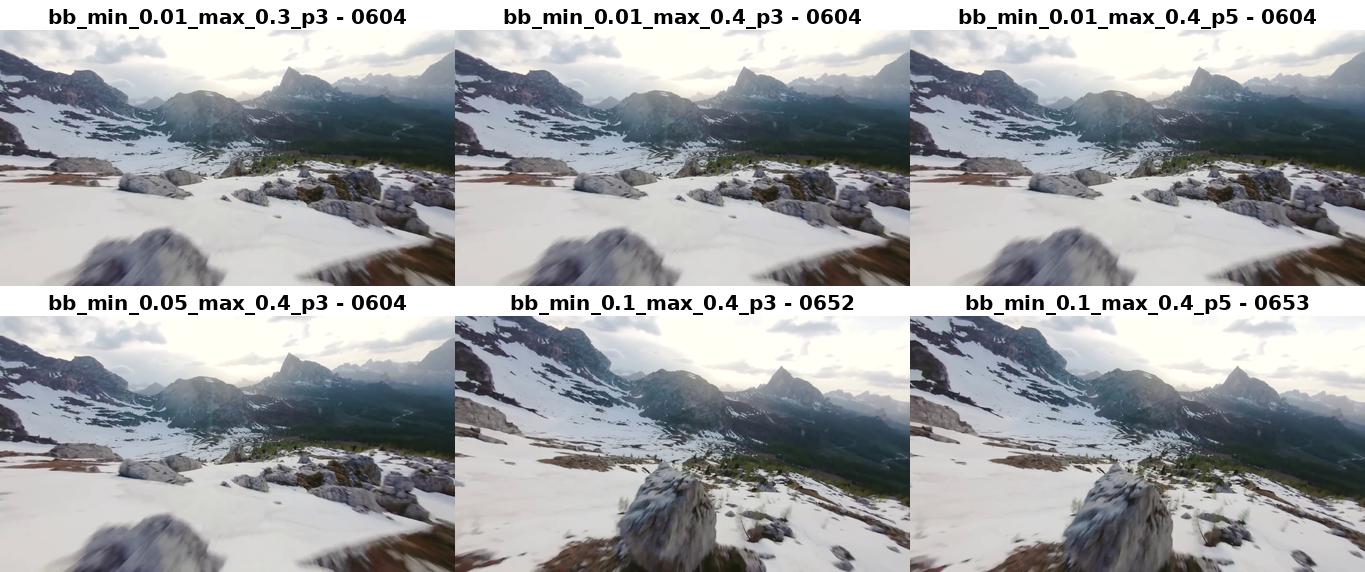 bb_min_0.01_max_0.3_p3 - 0604
bb_min_0.01_max_0.4_p3 - 0604
bb_min_0.01_max_0.4_p5 - 0604
bb_min_0.05_max_0.4_p3 - 0604
bb_min_0.1_max_0.4_p3 - 0652
bb_min_0.1_max_0.4_p5 - 0653